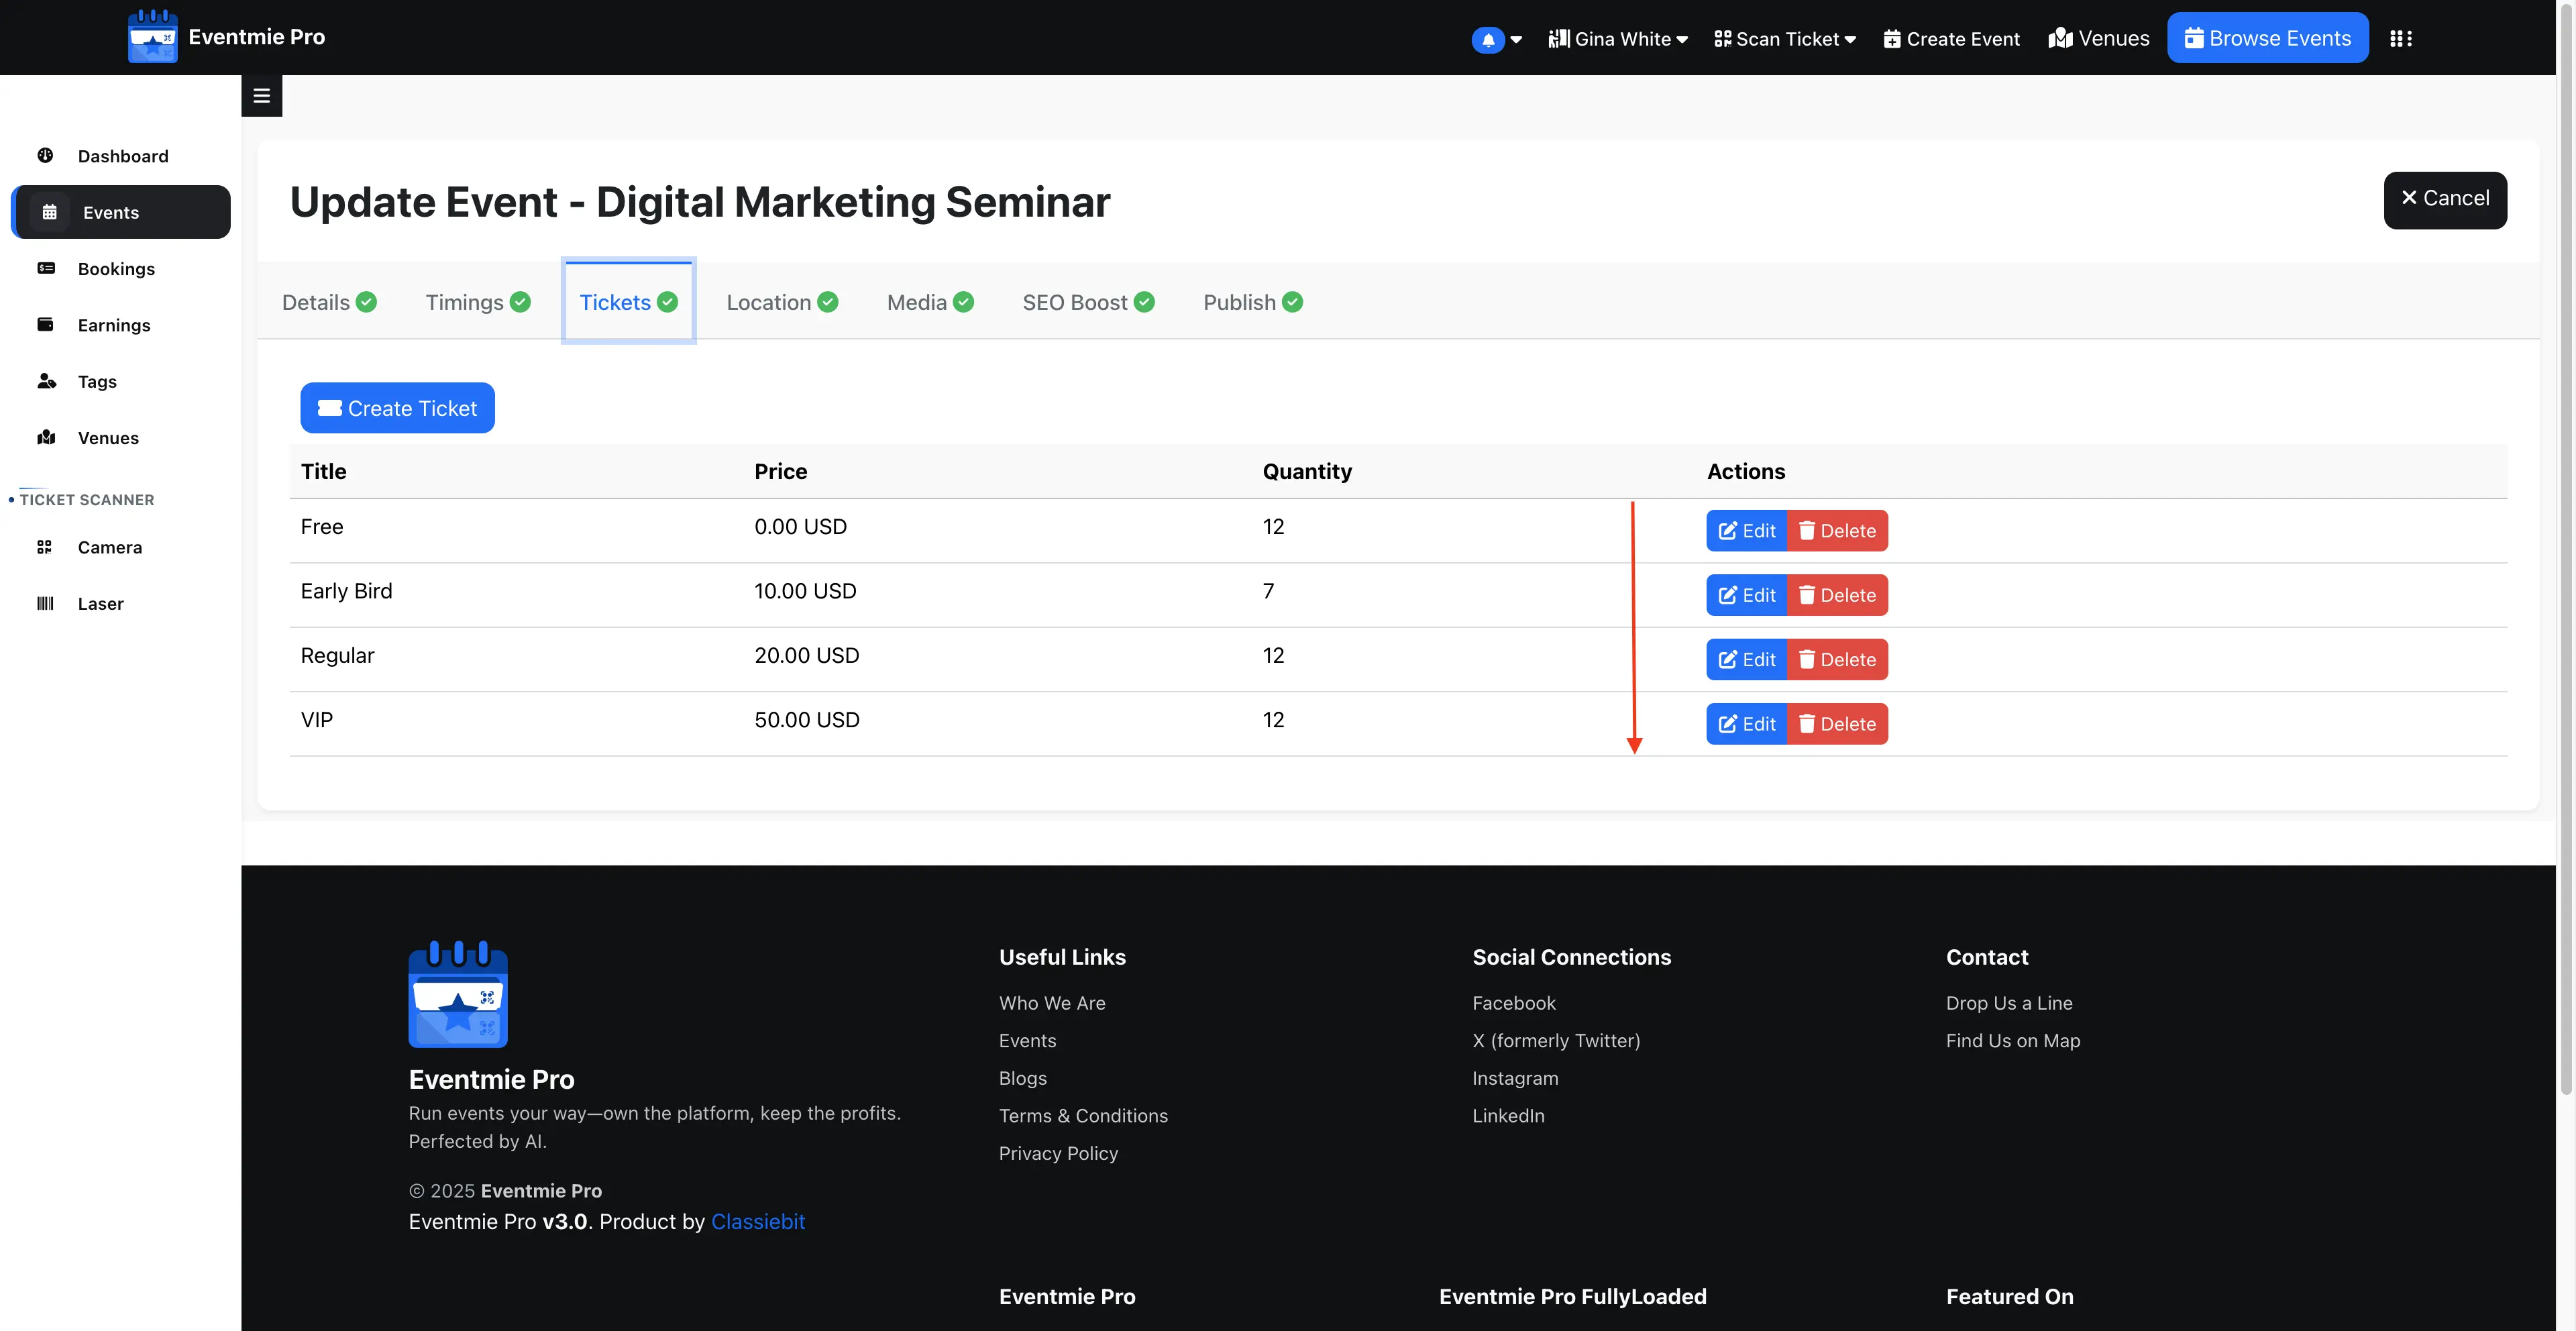 Eventmie Pro
Gina White
Scan Ticket
Create Event
Venues
Browse Events
Dashboard
Events
Bookings
Earnings
Tags
Venues
TICKET SCANNER
Camera
Laser
Update Event - Digital Marketing Seminar
Cancel
Details
Timings
Tickets
Location
Media
SEO Boost
Publish
Create Ticket
Title Price Quantity Actions
Free 0.00 USD 12 Edit Delete
Early Bird 10.00 USD 7 Edit Delete
Regular 20.00 USD 12 Edit Delete
VIP 50.00 USD 12 Edit Delete
Eventmie Pro
Run events your way—own the platform, keep the profits.
Perfected by AI.
© 2025 Eventmie Pro
Eventmie Pro v3.0. Product by Classiebit
Useful Links
Who We Are
Events
Blogs
Terms & Conditions
Privacy Policy
Social Connections
Facebook
X (formerly Twitter)
Instagram
LinkedIn
Contact
Drop Us a Line
Find Us on Map
Eventmie Pro
Eventmie Pro FullyLoaded
Featured On